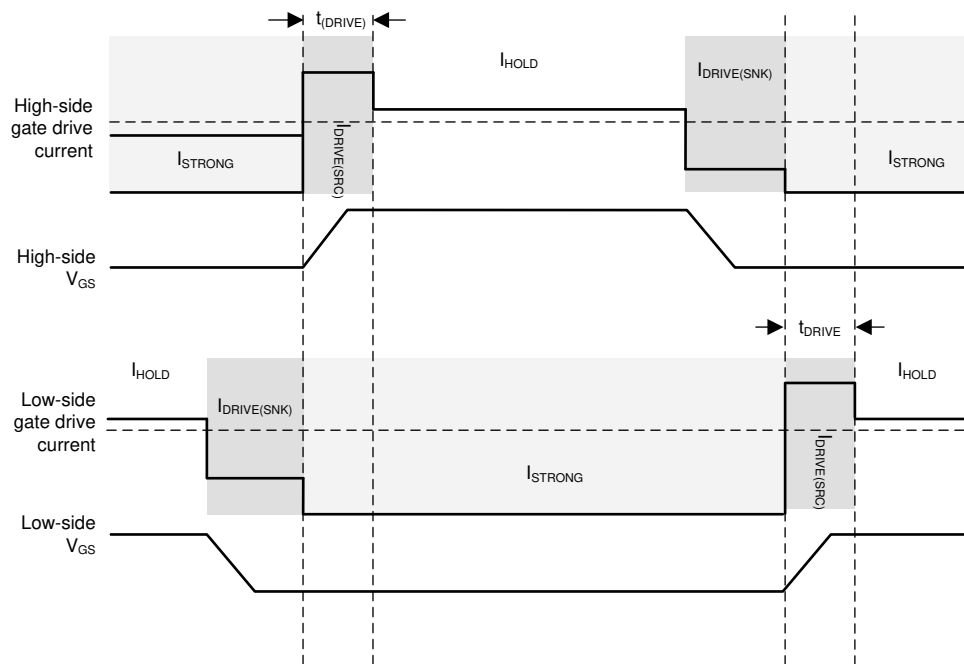 t(DRIVE)
IHOLD
IDRIVE(SNK)
High-side
gate drive
current
IDRIVE(SRC)
ISTRONG
ISTRONG
High-side
VGS
tDRIVE
IHOLD
IHOLD
IDRIVE(SNK)
Low-side
gate drive
current
IDRIVE(SRC)
ISTRONG
Low-side
VGS